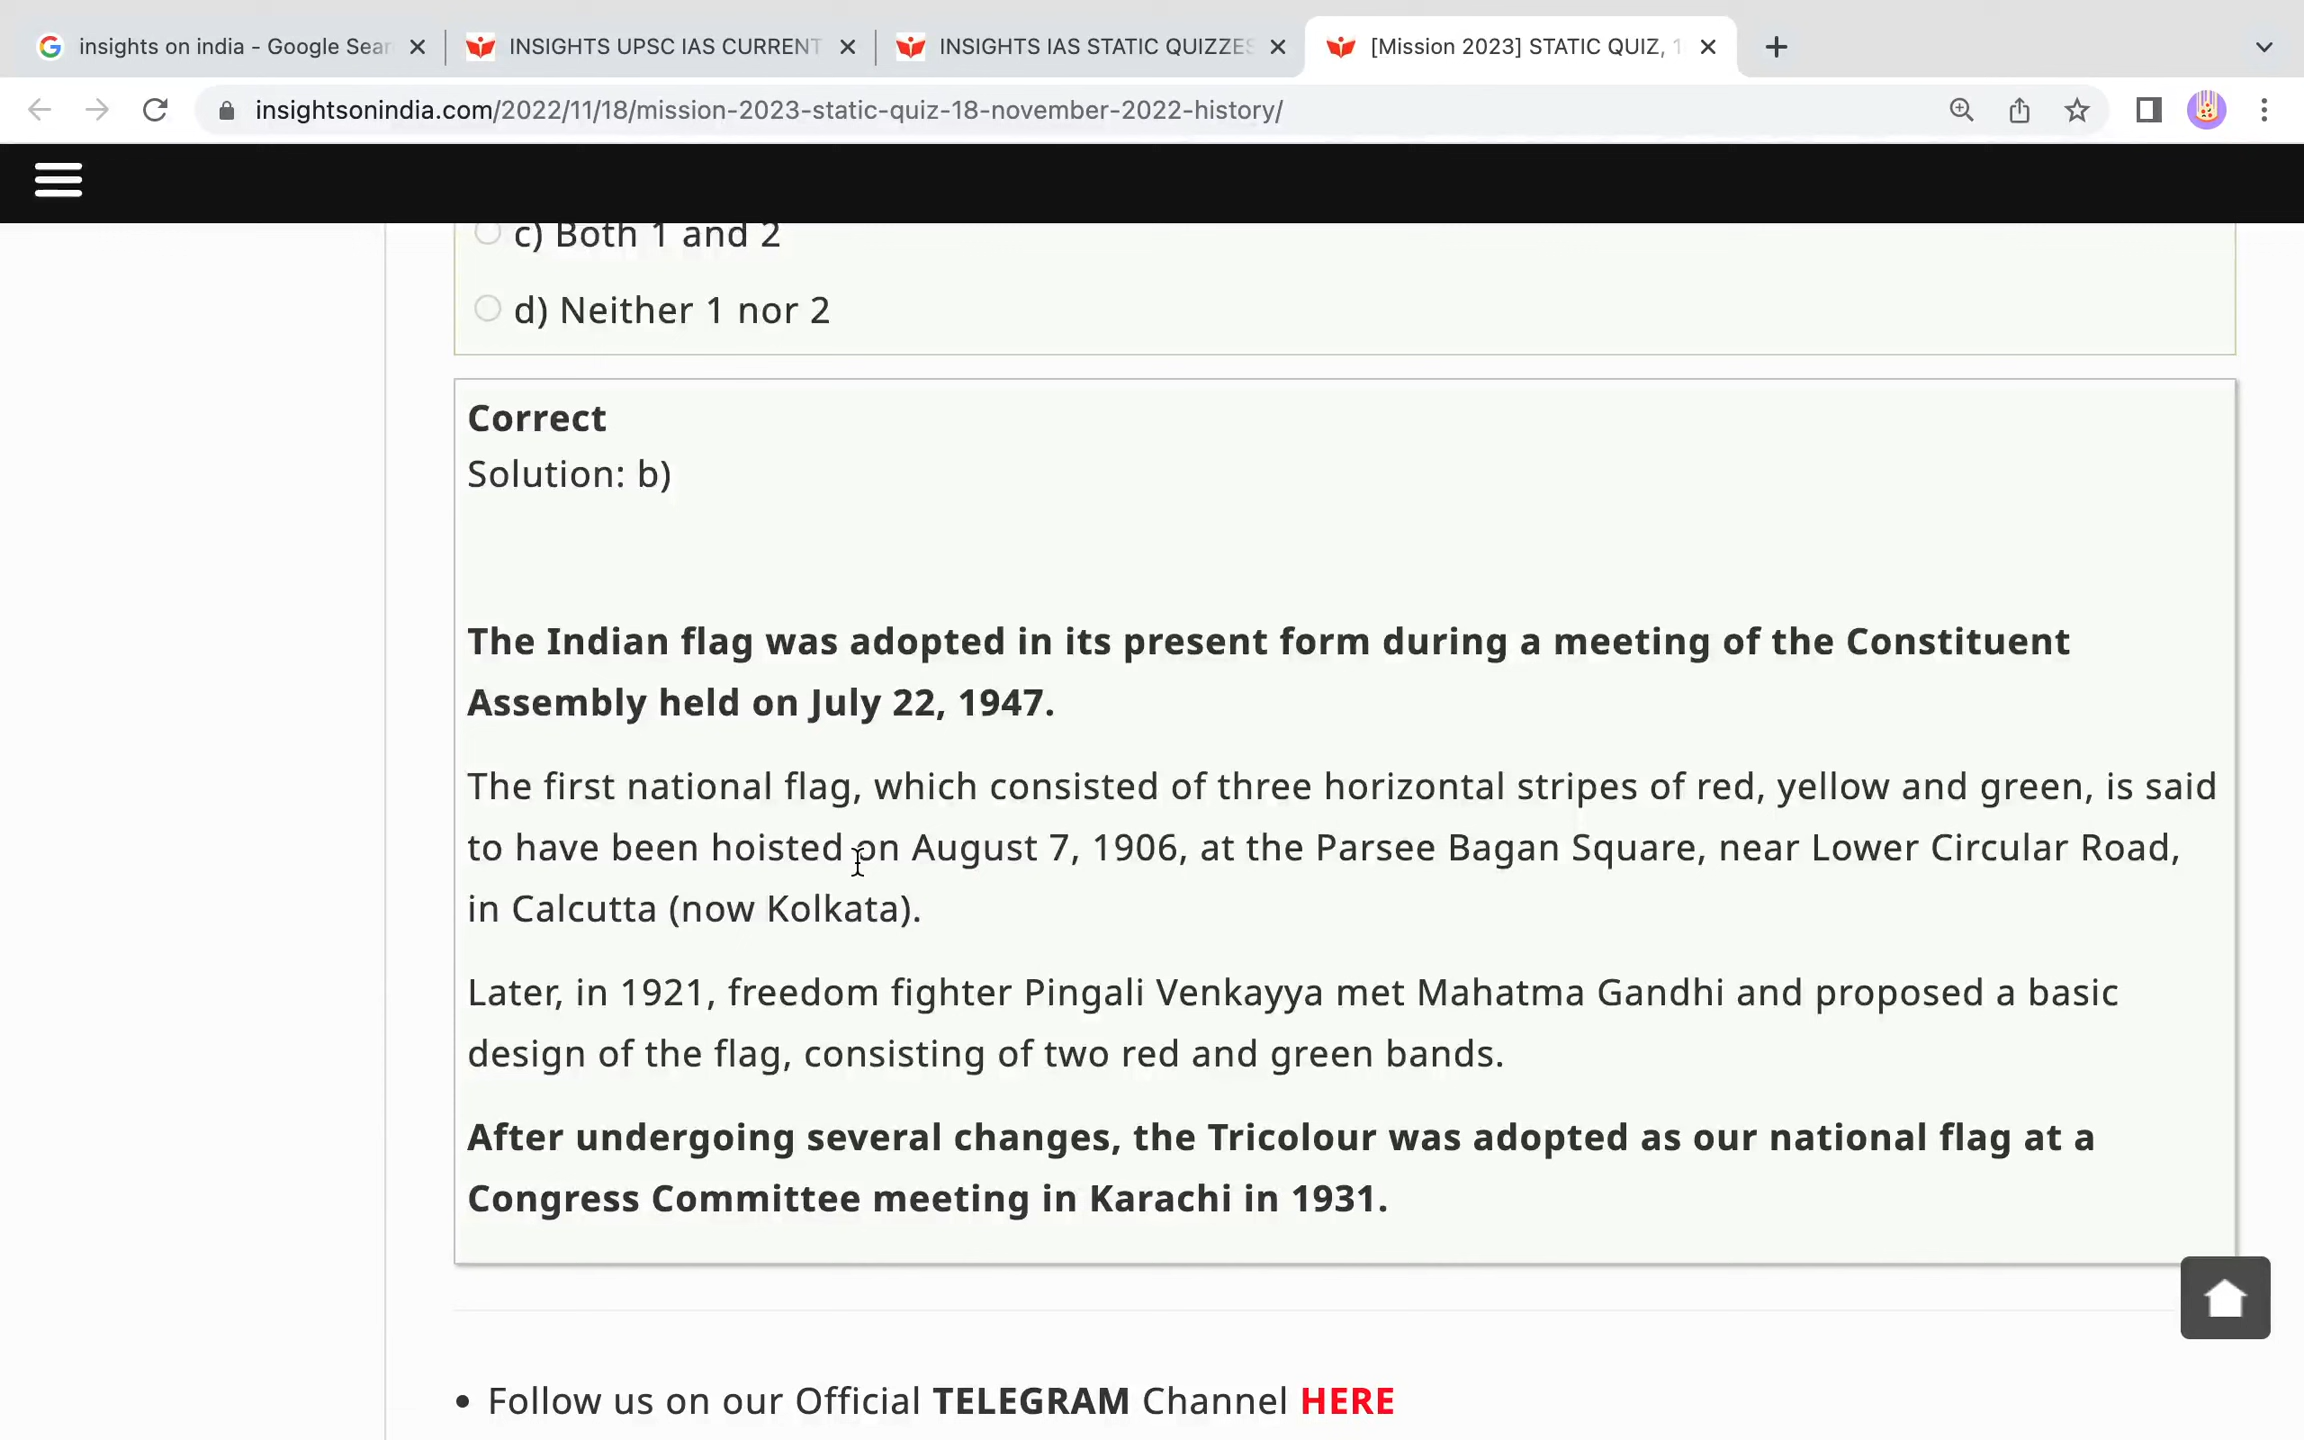 insights on india - Google Sear
INSIGHTS UPSC IAS CURRENT
INSIGHTS IAS STATIC QUIZZES
[Mission 2023] STATIC QUIZ, 1
insightsonindia.com/2022/11/18/mission-2023-static-quiz-18-november-2022-history/
c) Both 1 and 2
d) Neither 1 nor 2
Correct
Solution: b)
The Indian flag was adopted in its present form during a meeting of the Constituent
Assembly held on July 22, 1947.
The first national flag, which consisted of three horizontal stripes of red, yellow and green, is said
to have been hoisted on August 7, 1906, at the Parsee Bagan Square, near Lower Circular Road,
in Calcutta (now Kolkata).
Later, in 1921, freedom fighter Pingali Venkayya met Mahatma Gandhi and proposed a basic
design of the flag, consisting of two red and green bands.
After undergoing several changes, the Tricolour was adopted as our national flag at a
Congress Committee meeting in Karachi in 1931.
• Follow us on our Official TELEGRAM Channel HERE